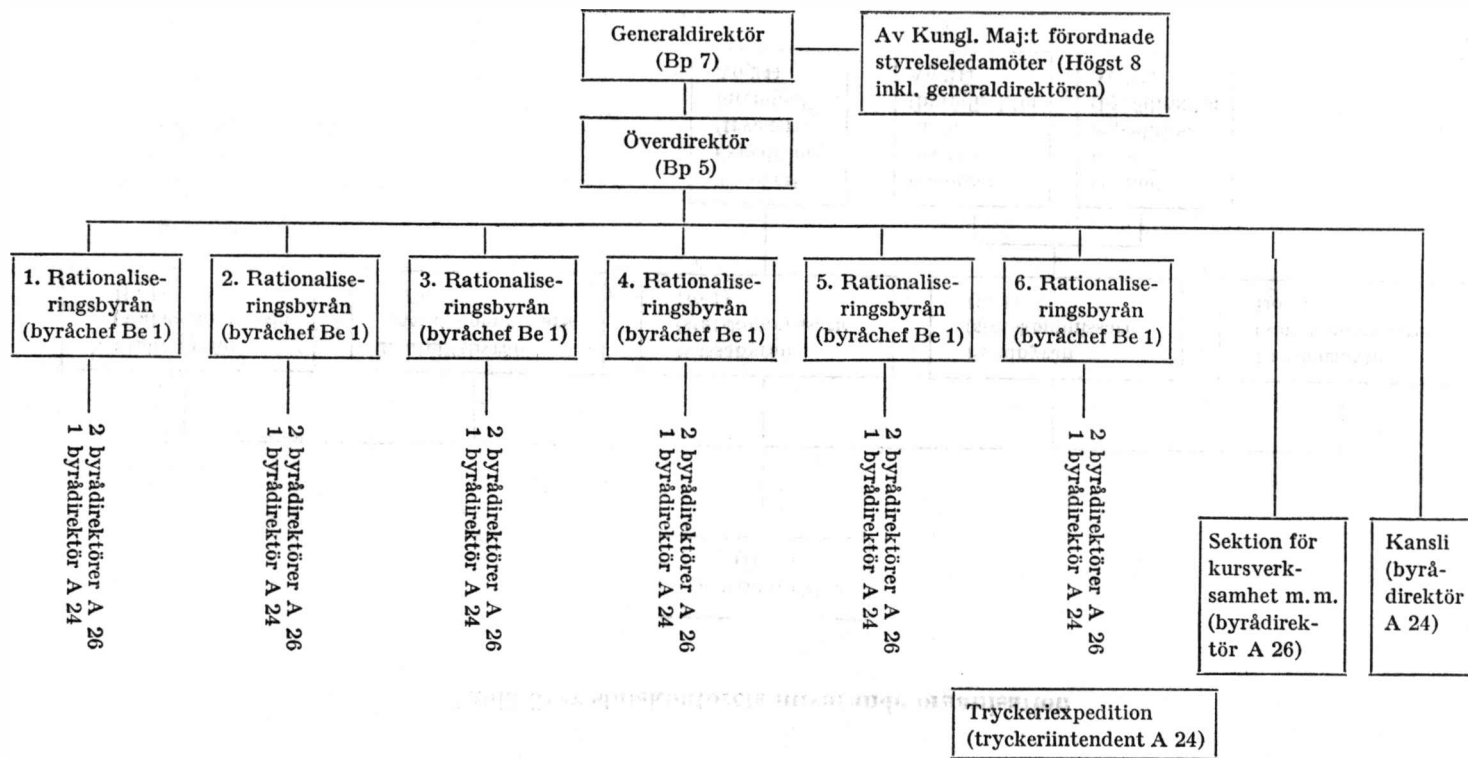 Generaldirektör
(Bp 7)
Av Kungl. Maj:t förordnade
styrelseledamöter (Högst 8
inkl. generaldirektören)
Överdirektör
(Bp 5)
1. Rationalise-
ringsbyrån
(byråchef Be 1)
2. Rationalise-
ringsbyrån
(byråchef Be 1)
3. Rationalise-
ringsbyrån
(byråchef Be 1)
4. Rationalise-
ringsbyrån
(byråchef Be 1)
5. Rationalise-
ringsbyrån
(byråchef Be 1)
6. Rationalise-
ringsbyrån
(byråchef Be 1)
2 byrådirektörer A 26
1 byrådirektör A 24
2 byrådirektörer A 26
1 byrådirektör A 24
2 byrådirektörer A 26
1 byrådirektör A 24
2 byrådirektörer A 26
1 byrådirektör A 24
2 byrådirektörer A 26
1 byrådirektör A 24
2 byrådirektörer A 26
1 byrådirektör A 24
Sektion för
kursverk-
samhet m. m.
(byrådirek-
tör A 26)
Kansli
(byrå-
direktör
A 24)
Tryckeriexpedition
(tryckeriintendent A 24)